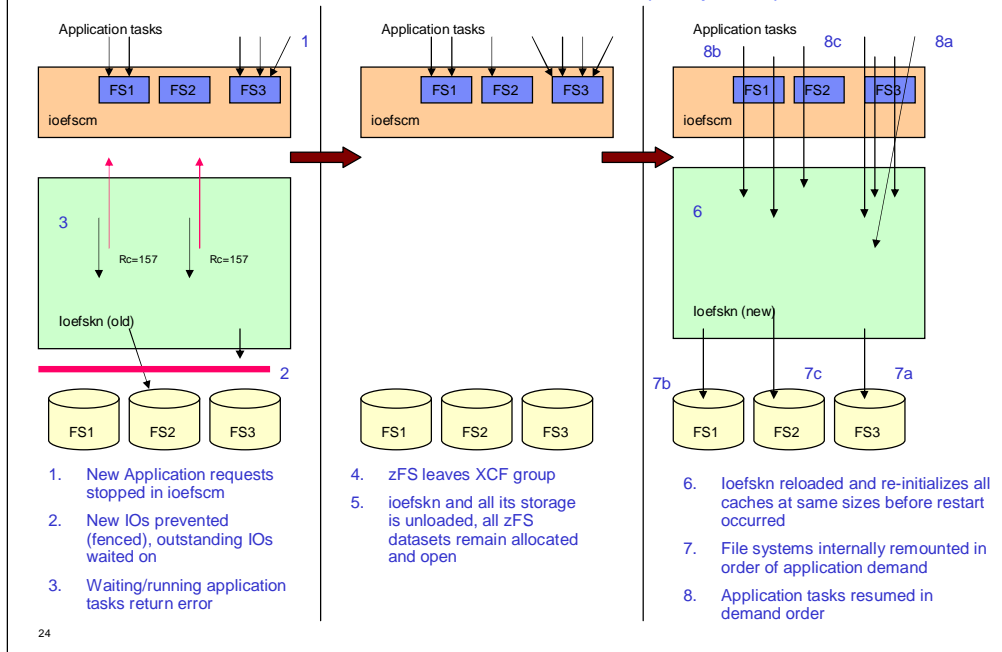 Application tasks
1
FS1
FS2
FS3
ioefscm
3
Rc=157
Rc=157
Ioefskn (old)
2
FS1
FS2
FS3
1. New Application requests
stopped in ioefscm
2. New IOs prevented
(fenced), outstanding IOs
waited on
3. Waiting/running application
tasks return error
Application tasks
FS1
FS2
FS3
ioefscm
FS1
FS2
FS3
4. zFS leaves XCF group
5. ioefskn and all its storage
is unloaded, all zFS
datasets remain allocated
and open
Application tasks
8b
8c
8a
FS1
FS2
FS3
ioefscm
6
Ioefskn (new)
7b
7c
7a
FS1
FS2
FS3
6. Ioefskn reloaded and re-initializes all
caches at same sizes before restart
occurred
7. File systems internally remounted in
order of application demand
8. Application tasks resumed in
demand order
24